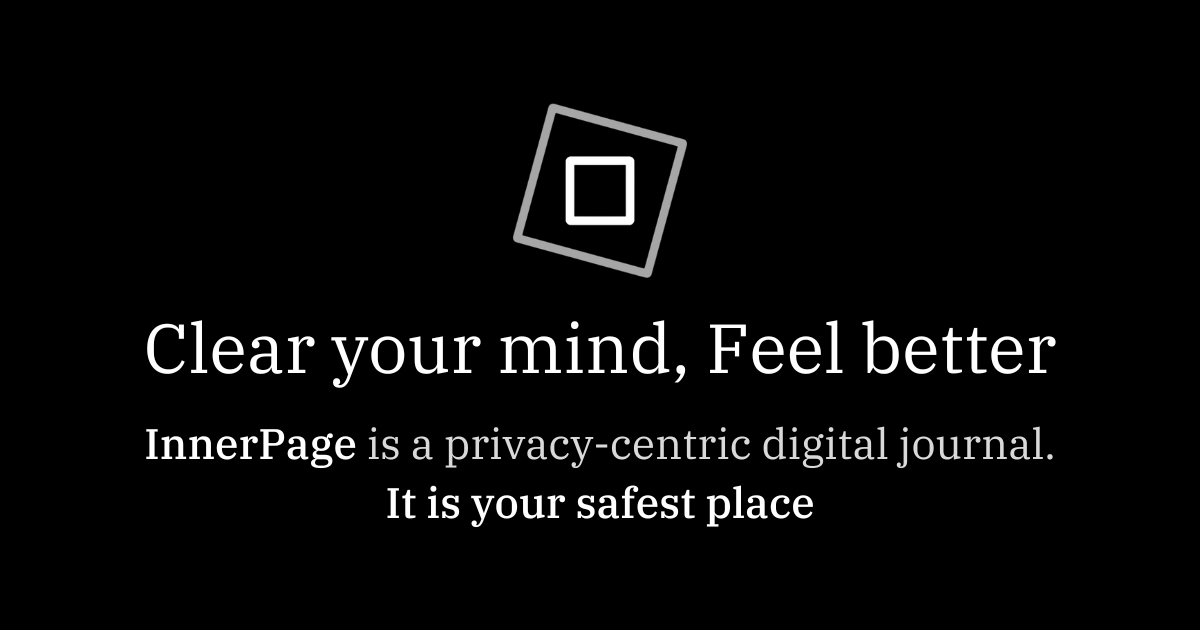 Clear your mind, Feel better
InnerPage is a privacy-centric digital journal.
It is your safest place